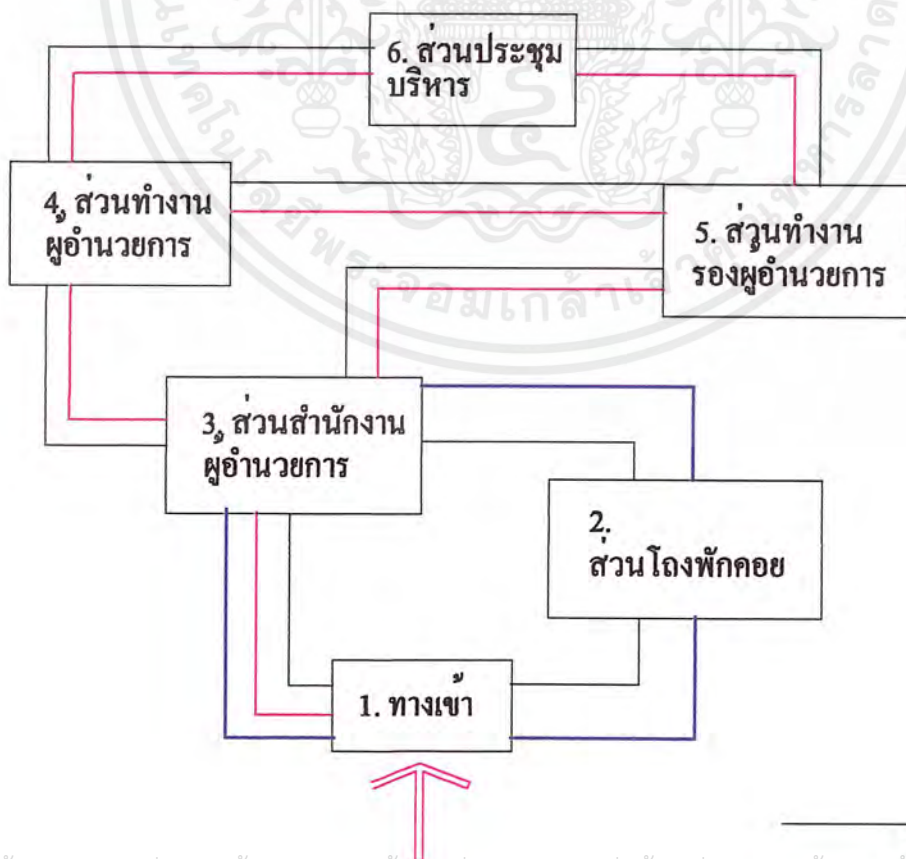 6. ส่วนประชุม
บริหาร
4, ส่วนทำงาน
ผู้อำนวยการ
5. ส่วนทำงาน
รองผู้อำนวยการ
3, ส่วนสำนักงาน
ผู้อำนวยการ
2.
ส่วนโถงพักคอย
1. ทางเข้า